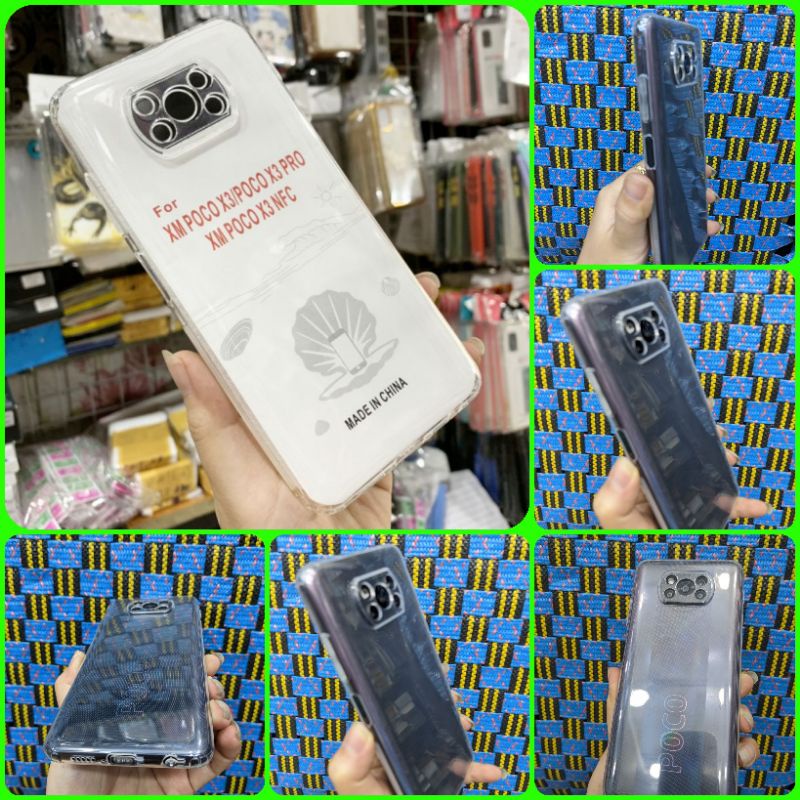 For
XM POCO X3/POCO X3 PRO
XM POCO X3 NFC
MADE IN CHINA
POCO